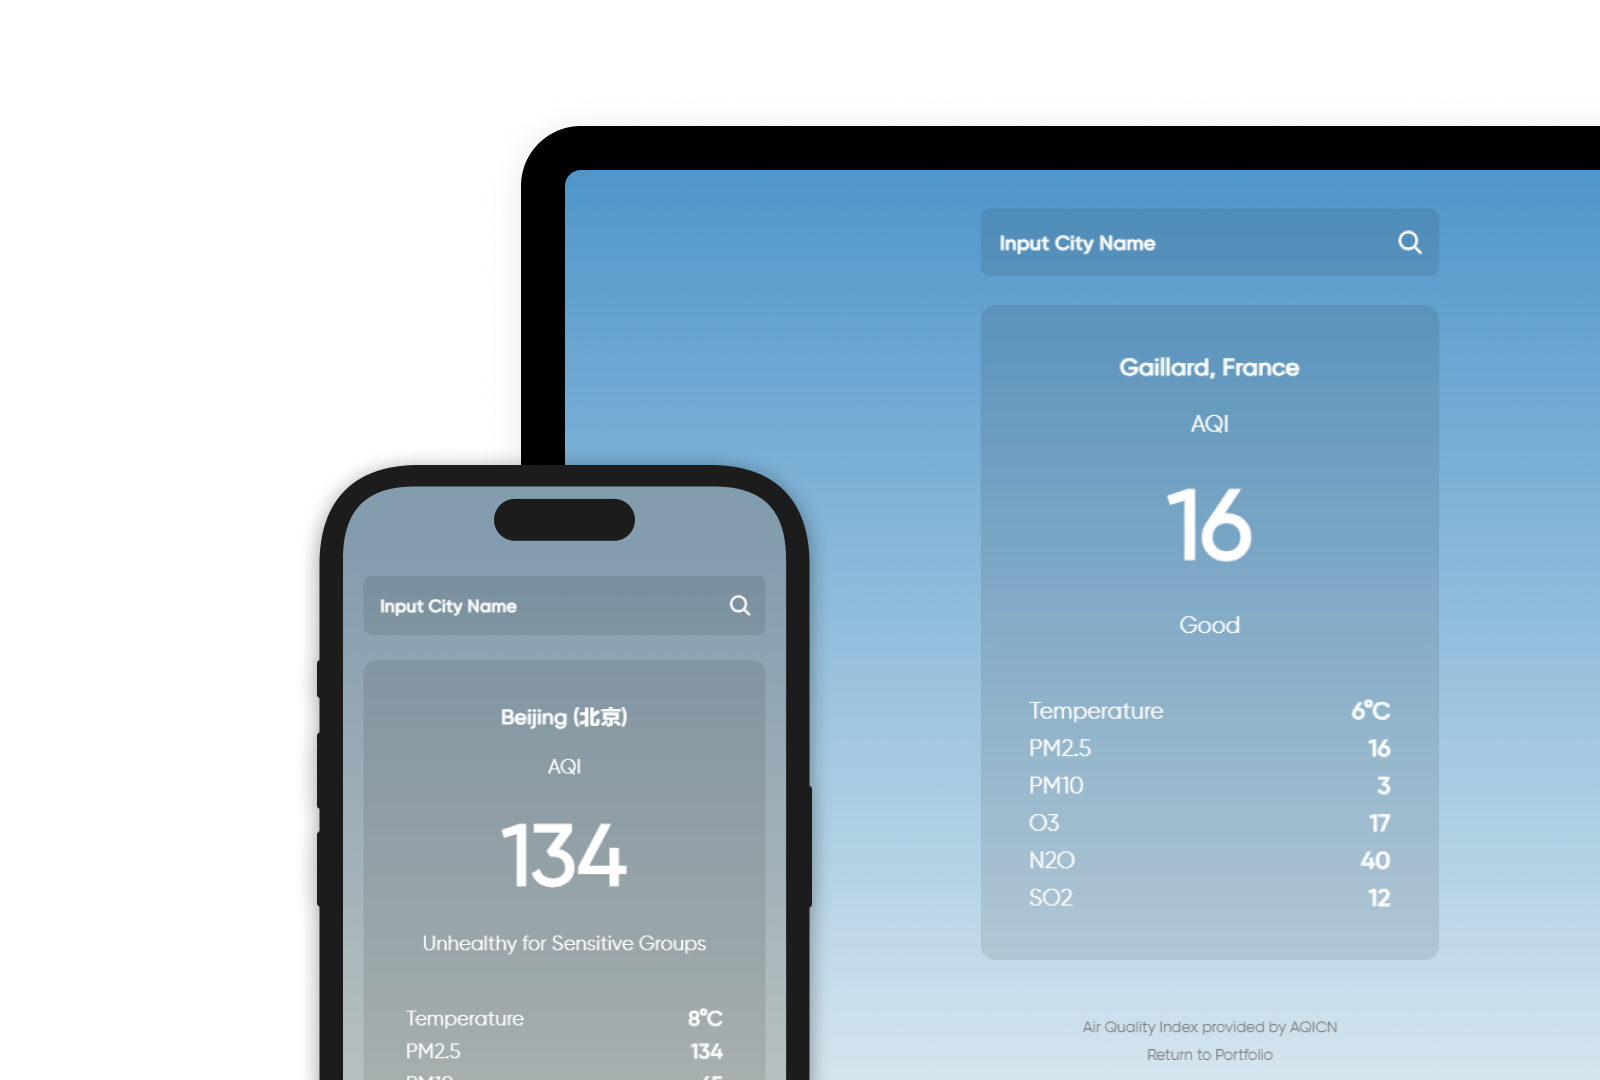 Input City Name
Gaillard, France
AQI
16
Good
Temperature 6°C
PM2.5 16
PM10 3
O3 17
N2O 40
SO2 12
Air Quality Index provided by AQICN
Return to Portfolio
Input City Name
Beijing (北京)
AQI
134
Unhealthy for Sensitive Groups
Temperature 8°C
PM2.5 134